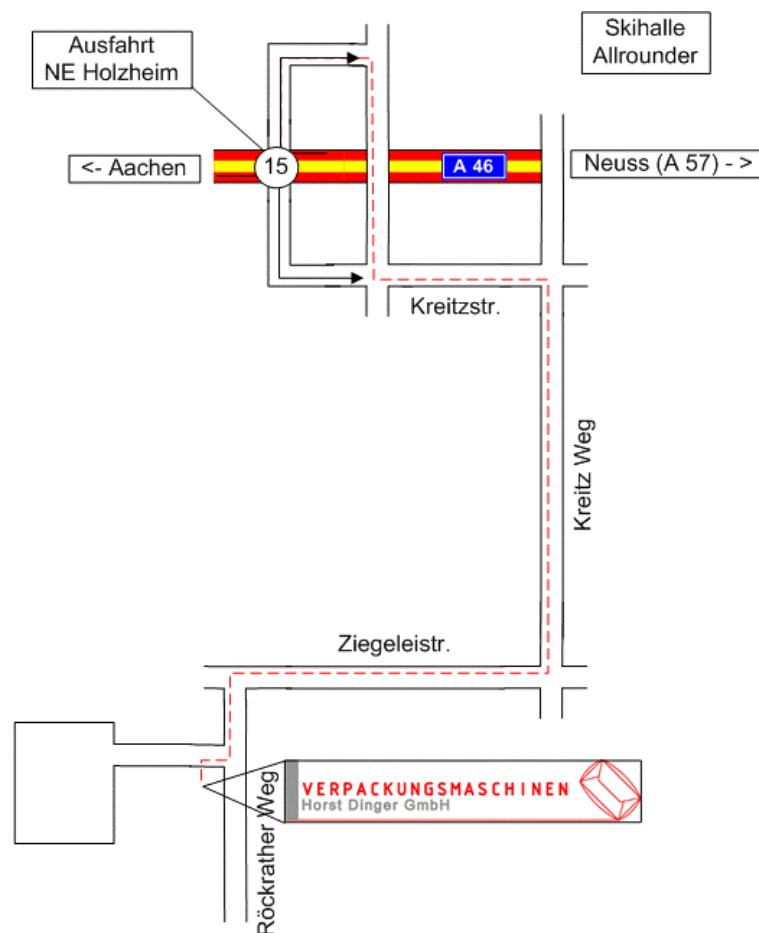 Ausfahrt
NE Holzheim
Skihalle
Allrounder
<- Aachen
15
A 46
Neuss (A 57) - >
Kreitzstr.
Kreitz Weg
Ziegeleistr.
VERPACKUNGSMASCHINEN
Horst Dinger GmbH
Röckrather Weg